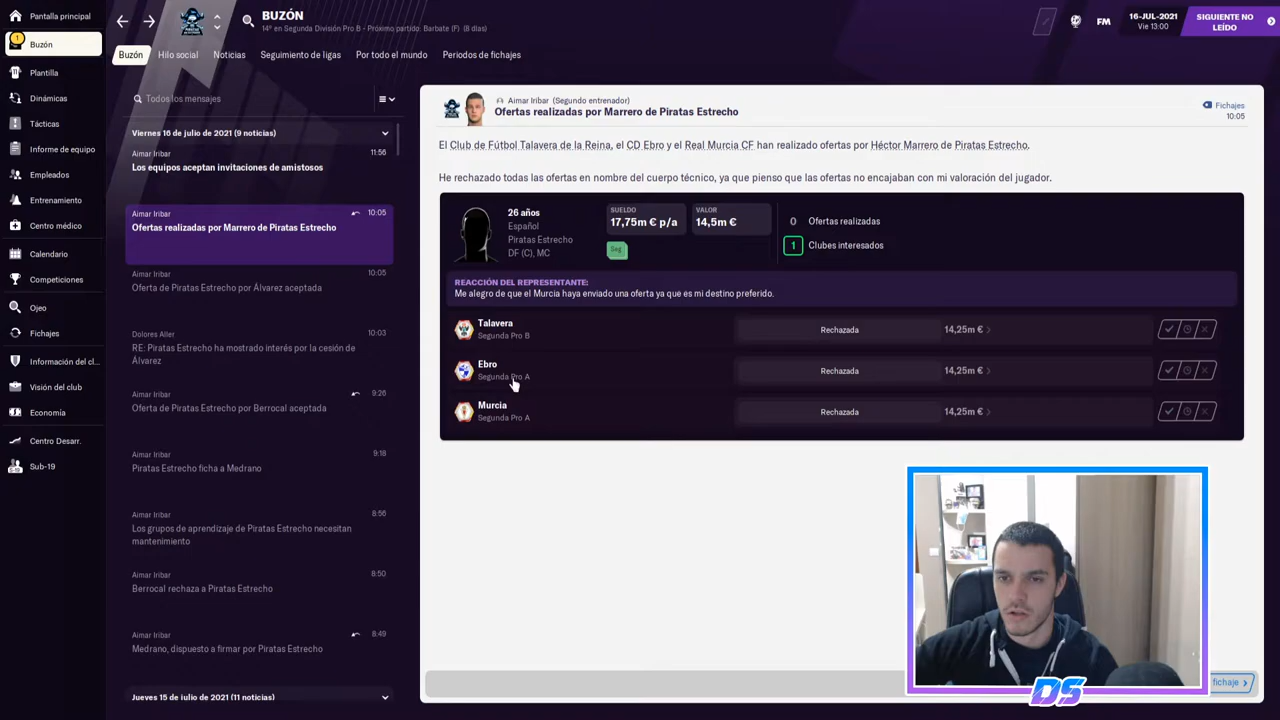 Pantalla principal
1
Buzón
Plantilla
Dinámicas
Tácticas
Informe de equipo
Empleados
Entrenamiento
Centro médico
Calendario
Competiciones
Ojeo
Fichajes
Información del cl...
Visión del club
Economía
Centro Desarr.
Sub-19
BUZÓN
14º en Segunda División Pro B - Próximo partido: Barbate (F) (8 días)
FM
16-JUL-2021
Vie 13:00
SIGUIENTE NO
LEÍDO
Buzón
Hilo social
Noticias
Seguimiento de ligas
Por todo el mundo
Periodos de fichajes
Todos los mensajes
Viernes 16 de julio de 2021 (9 noticias)
Aimar Iribar 11:56
Los equipos aceptan invitaciones de amistosos
Aimar Iribar 10:05
Ofertas realizadas por Marrero de Piratas Estrecho
Aimar Iribar 10:05
Oferta de Piratas Estrecho por Álvarez aceptada
Dolores Aller 10:03
RE: Piratas Estrecho ha mostrado interés por la cesión de
Álvarez
Aimar Iribar 9:26
Oferta de Piratas Estrecho por Berrocal aceptada
Aimar Iribar 9:18
Piratas Estrecho ficha a Medrano
Aimar Iribar 8:56
Los grupos de aprendizaje de Piratas Estrecho necesitan
mantenimiento
Aimar Iribar 8:50
Berrocal rechaza a Piratas Estrecho
Aimar Iribar 8:49
Medrano, dispuesto a firmar por Piratas Estrecho
Jueves 15 de julio de 2021 (11 noticias)
Aimar Iribar (Segundo entrenador)
Ofertas realizadas por Marrero de Piratas Estrecho
Fichajes
10:05
El Club de Fútbol Talavera de la Reina, el CD Ebro y el Real Murcia CF han realizado ofertas por Héctor Marrero de Piratas Estrecho.
He rechazado todas las ofertas en nombre del cuerpo técnico, ya que pienso que las ofertas no encajaban con mi valoración del jugador.
26 años
Español
Piratas Estrecho
DF (C), MC
SUELDO
17,75m € p/a
VALOR
14,5m €
Seg
0 Ofertas realizadas
1 Clubes interesados
REACCIÓN DEL REPRESENTANTE:
Me alegro de que el Murcia haya enviado una oferta ya que es mi destino preferido.
Talavera
Segunda Pro B
Rechazada
14,25m €
Ebro
Segunda Pro A
Rechazada
14,25m €
Murcia
Segunda Pro A
Rechazada
14,25m €
fichaje
DS